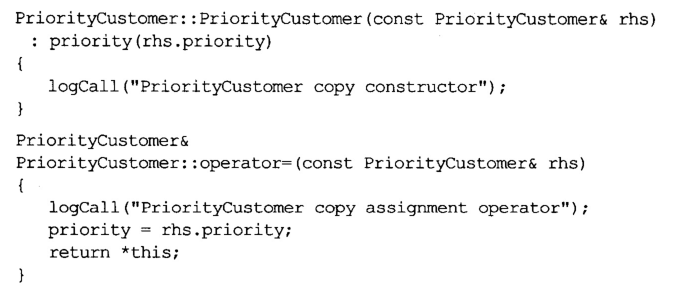 PriorityCustomer::PriorityCustomer(const PriorityCustomer& rhs)
: priority(rhs.priority)
{
logCall("PriorityCustomer copy constructor");
}
PriorityCustomer&
PriorityCustomer::operator=(const PriorityCustomer& rhs)
{
logCall("PriorityCustomer copy assignment operator");
priority = rhs.priority;
return *this;
}